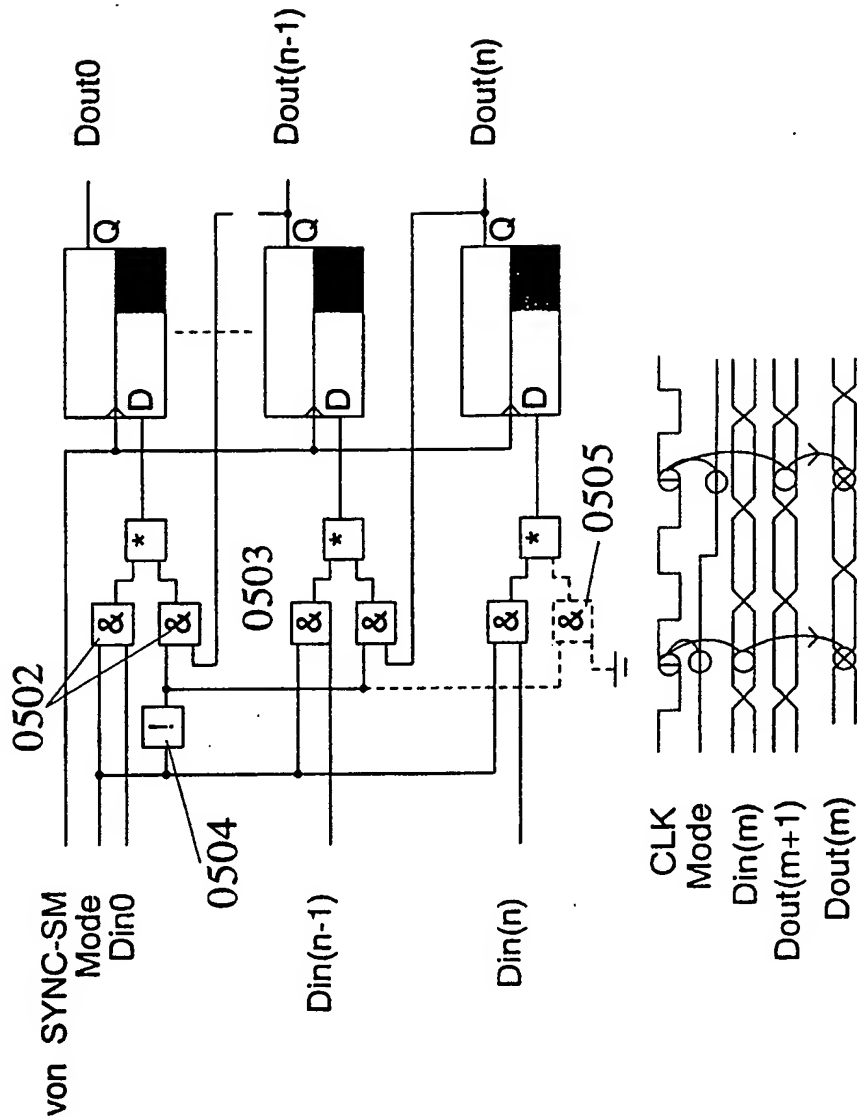 von SYNC-SM
Mode
Din0
0502
&
&
*
!
0504
D
Q
Dout0
Din(n-1)
0503
&
&
*
D
Q
Dout(n-1)
Din(n)
&
&
0505
*
D
Q
Dout(n)
CLK
Mode
Din(m)
Dout(m+1)
Dout(m)